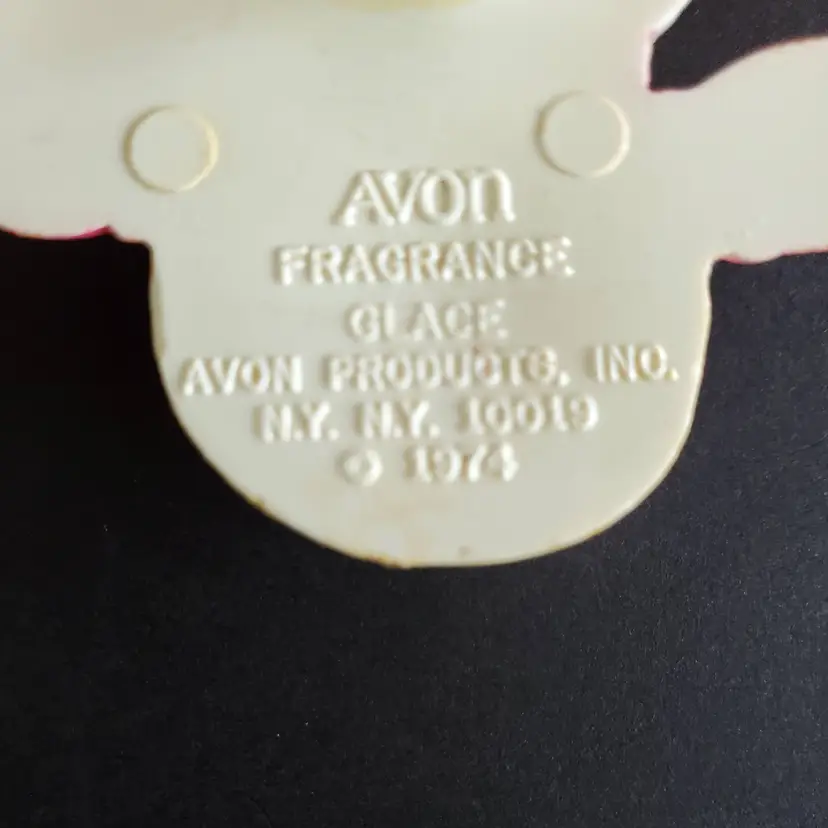 AVON
FRAGRANCE
GLACE
AVON PRODUCTS, INC.
N.Y. N.Y. 10019
© 1974